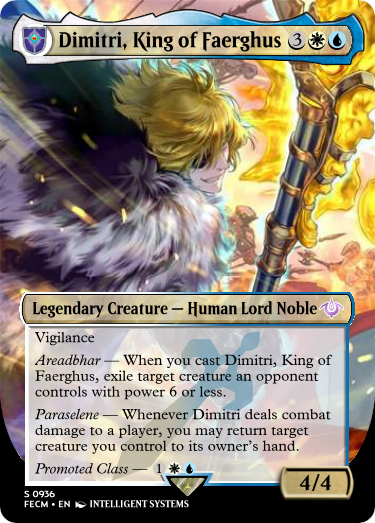 Dimitri, King of Faerghus 3
Legendary Creature — Human Lord Noble
Vigilance
Areadbhar — When you cast Dimitri, King of
Faerghus, exile target creature an opponent
controls with power 6 or less.
Paraselene — Whenever Dimitri deals combat
damage to a player, you may return target
creature you control to its owner's hand.
Promoted Class — 1
4/4
S 0936
FECM • EN INTELLIGENT SYSTEMS